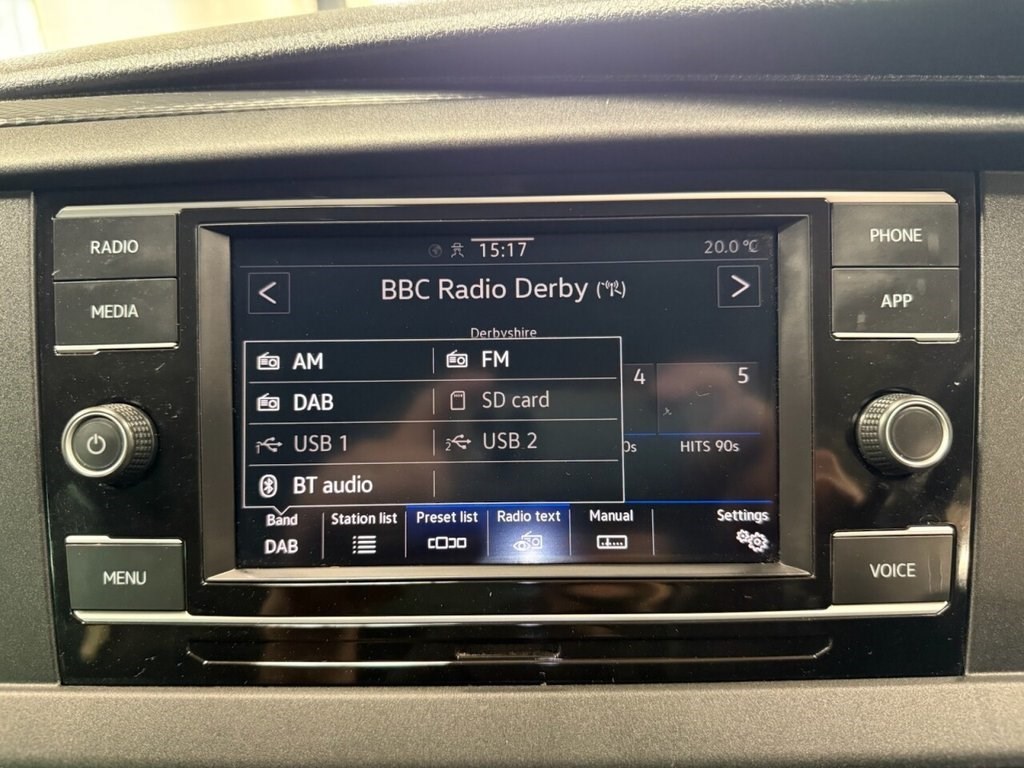 RADIO
MEDIA
MENU
15:17
20.0 °C
<
BBC Radio Derby
>
Derbyshire
AM
FM
DAB
SD card
USB 1
USB 2
BT audio
4
5
0s
HITS 90s
Band
DAB
Station list
Preset list
Radio text
Manual
Settings
PHONE
APP
VOICE